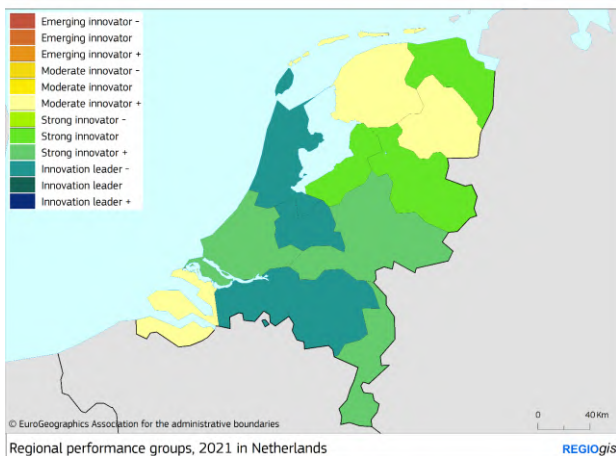 Emerging innovator -
Emerging innovator
Emerging innovator +
Moderate innovator -
Moderate innovator
Moderate innovator +
Strong innovator -
Strong innovator
Strong innovator +
Innovation leader -
Innovation leader
Innovation leader +
© EuroGeographics Association for the administrative boundaries
0 40 Km
Regional performance groups, 2021 in Netherlands
REGIOgis